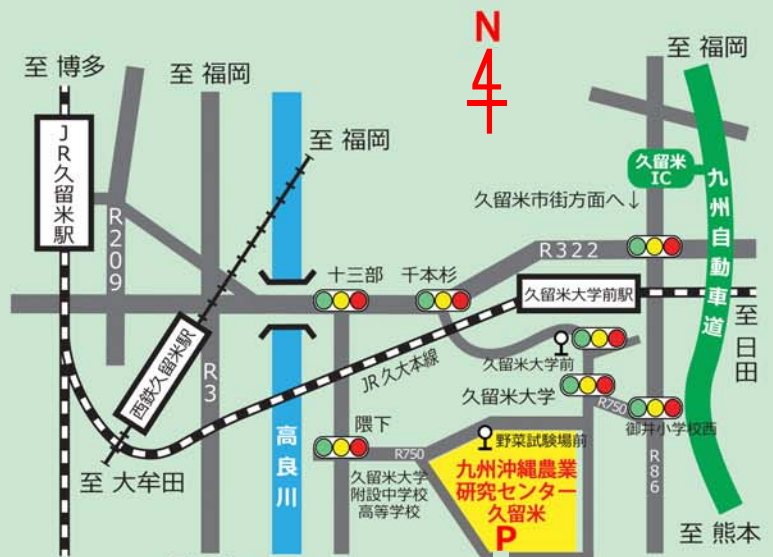 N
至 博多
至 福岡
至 福岡
至 福岡
JR久留米駅
久留米
IC
九州自動車道
久留米市街方面へ↓
R209
R322
十三部
千本杉
久留米大学前駅
至 日田
西鉄久留米駅
R3
JR久大本線
久留米大学前
久留米大学
R750
御井小学校西
高良川
隈下
R750
野菜試験場前
至 大牟田
久留米大学
附設中学校
高等学校
九州沖縄農業
研究センター
久留米
P
R86
至 熊本